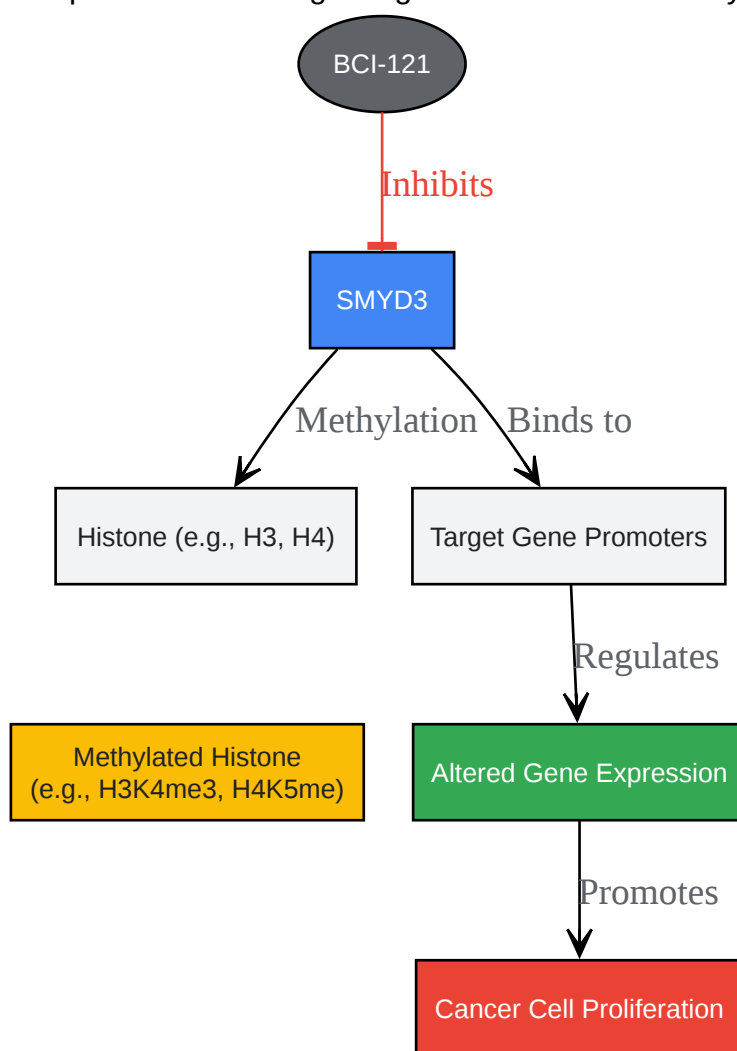 BCI-121
Inhibits
SMYD3
Methylation
Binds to
Histone (e.g., H3, H4)
Target Gene Promoters
Regulates
Methylated Histone
(e.g., H3K4me3, H4K5me)
Altered Gene Expression
Promotes
Cancer Cell Proliferation